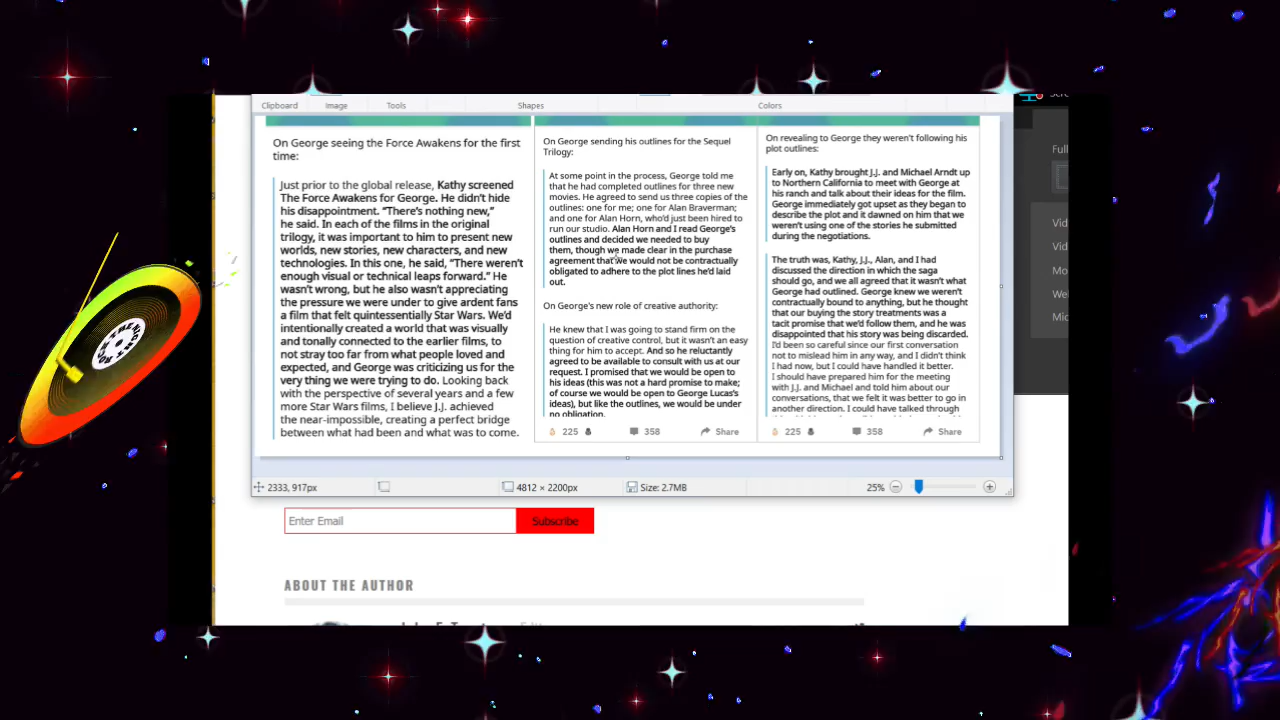 Clipboard
Image
Tools
Shapes
Colors
On George seeing the Force Awakens for the first
time:
Just prior to the global release, Kathy screened
The Force Awakens for George. He didn't hide
his disappointment. “There's nothing new,”
he said. In each of the films in the original
trilogy, it was important to him to present new
worlds, new stories, new characters, and new
technologies. In this one, he said, “There weren't
enough visual or technical leaps forward.” He
wasn't wrong, but he also wasn't appreciating
the pressure we were under to give ardent fans
a film that felt quintessentially Star Wars. We'd
intentionally created a world that was visually
and tonally connected to the earlier films, to
not stray too far from what people loved and
expected, and George was criticizing us for the
very thing we were trying to do. Looking back
with the perspective of several years and a few
more Star Wars films, I believe J.J. achieved
the near-impossible, creating a perfect bridge
between what had been and what was to come.
On George sending his outlines for the Sequel
Trilogy:
At some point in the process, George told me
that he had completed outlines for three new
movies. He agreed to send us three copies of the
outlines: one for me; one for Alan Braverman;
and one for Alan Horn, who'd just been hired to
run our studio. Alan Horn and I read George's
outlines and decided we needed to buy
them, though we made clear in the purchase
agreement that we would not be contractually
obligated to adhere to the plot lines he'd laid
out.
On George's new role of creative authority:
He knew that I was going to stand firm on the
question of creative control, but it wasn't an easy
thing for him to accept. And so he reluctantly
agreed to be available to consult with us at our
request. I promised that we would be open to
his ideas (this was not a hard promise to make;
of course we would be open to George Lucas's
ideas), but like the outlines, we would be under
no obligation.
225
358
Share
On revealing to George they weren't following his
plot outlines:
Early on, Kathy brought J.J. and Michael Arndt up
to Northern California to meet with George at
his ranch and talk about their ideas for the film.
George immediately got upset as they began to
describe the plot and it dawned on him that we
weren't using one of the stories he submitted
during the negotiations.
The truth was, Kathy, J.J., Alan, and I had
discussed the direction in which the saga
should go, and we all agreed that it wasn't what
George had outlined. George knew we weren't
contractually bound to anything, but he thought
that our buying the story treatments was a
tacit promise that we'd follow them, and he was
disappointed that his story was being discarded.
I'd been so careful since our first conversation
not to mislead him in any way, and I didn't think
I had now, but I could have handled it better.
I should have prepared him for the meeting
with J.J. and Michael and told him about our
conversations, that we felt it was better to go in
another direction. I could have talked through
225
358
Share
2333, 917px
4812 × 2200px
Size: 2.7MB
25%
Enter Email
Subscribe
ABOUT THE AUTHOR